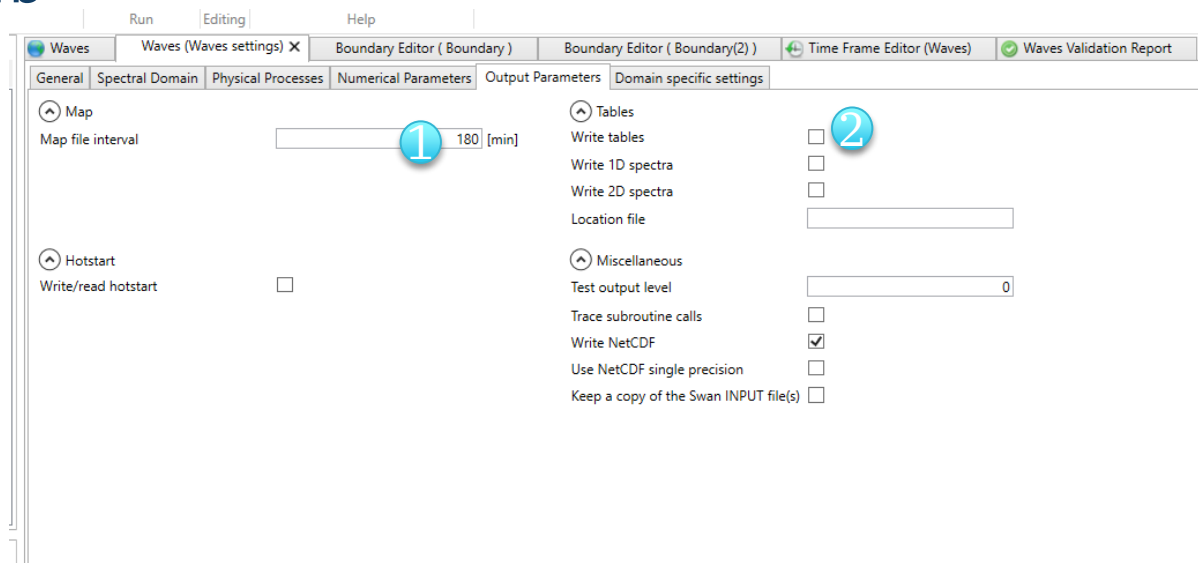 Run Editing Help
Waves Waves (Waves settings) X Boundary Editor ( Boundary ) Boundary Editor ( Boundary(2) ) Time Frame Editor (Waves) Waves Validation Report
General Spectral Domain Physical Processes Numerical Parameters Output Parameters Domain specific settings
Map
Map file interval 180 [min]
1
Hotstart
Write/read hotstart
Tables
Write tables
2
Write 1D spectra
Write 2D spectra
Location file
Miscellaneous
Test output level 0
Trace subroutine calls
Write NetCDF
Use NetCDF single precision
Keep a copy of the Swan INPUT file(s)